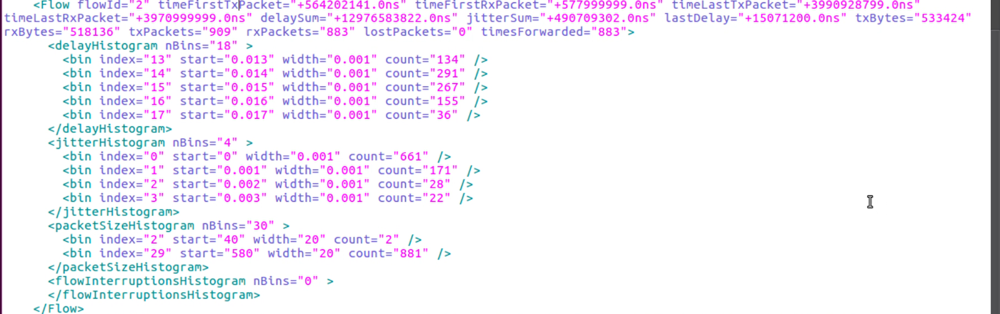 <Flow flowId="2" timeFirstTxPacket="+564202141.0ns" timeFirstRxPacket="+577999999.0ns" timeLastTxPacket="+3990928799.0ns"
timeLastRxPacket="+3970999999.0ns" delaySum="+12976583822.0ns" jitterSum="+490709302.0ns" lastDelay="+15071200.0ns" txBytes="533424"
rxBytes="518136" txPackets="909" rxPackets="883" lostPackets="0" timesForwarded="883">
<delayHistogram nBins="18" >
<bin index="13" start="0.013" width="0.001" count="134" />
<bin index="14" start="0.014" width="0.001" count="291" />
<bin index="15" start="0.015" width="0.001" count="267" />
<bin index="16" start="0.016" width="0.001" count="155" />
<bin index="17" start="0.017" width="0.001" count="36" />
</delayHistogram>
<jitterHistogram nBins="4" >
<bin index="0" start="0" width="0.001" count="661" />
<bin index="1" start="0.001" width="0.001" count="171" />
<bin index="2" start="0.002" width="0.001" count="28" />
<bin index="3" start="0.003" width="0.001" count="22" />
</jitterHistogram>
<packetSizeHistogram nBins="30" >
<bin index="2" start="40" width="20" count="2" />
<bin index="29" start="580" width="20" count="881" />
</packetSizeHistogram>
<flowInterruptionsHistogram nBins="0" >
</flowInterruptionsHistogram>
</Flow>